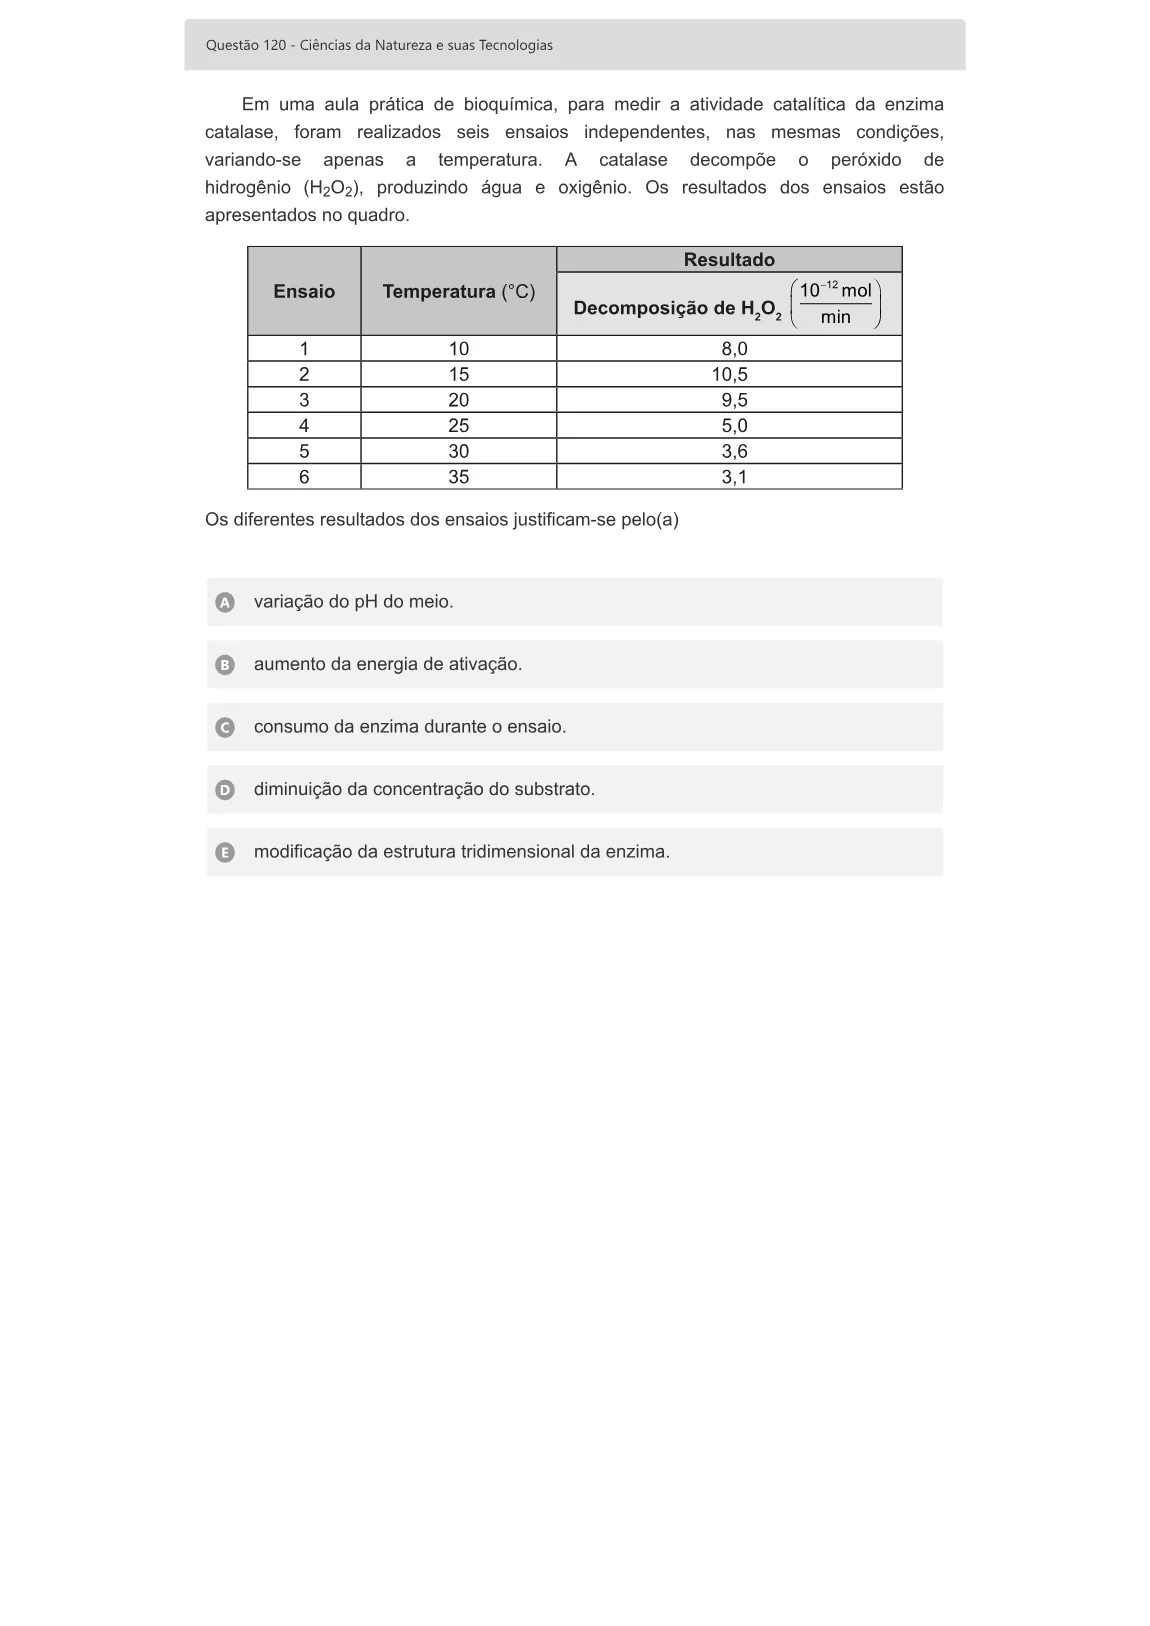 Questão 120 - Ciências da Natureza e suas Tecnologias
Em uma aula prática de bioquímica, para medir a atividade catalítica da enzima
catalase, foram realizados seis ensaios independentes, nas mesmas condições,
variando-se apenas a temperatura. A catalase decompõe o peróxido de
hidrogênio (H2O2), produzindo água e oxigênio. Os resultados dos ensaios estão
apresentados no quadro.
Ensaio Temperatura (°C) Resultado
Decomposição de H2O2 (10−12 mol / min)
1 10 8,0
2 15 10,5
3 20 9,5
4 25 5,0
5 30 3,6
6 35 3,1
Os diferentes resultados dos ensaios justificam-se pelo(a)
A variação do pH do meio.
B aumento da energia de ativação.
C consumo da enzima durante o ensaio.
D diminuição da concentração do substrato.
E modificação da estrutura tridimensional da enzima.